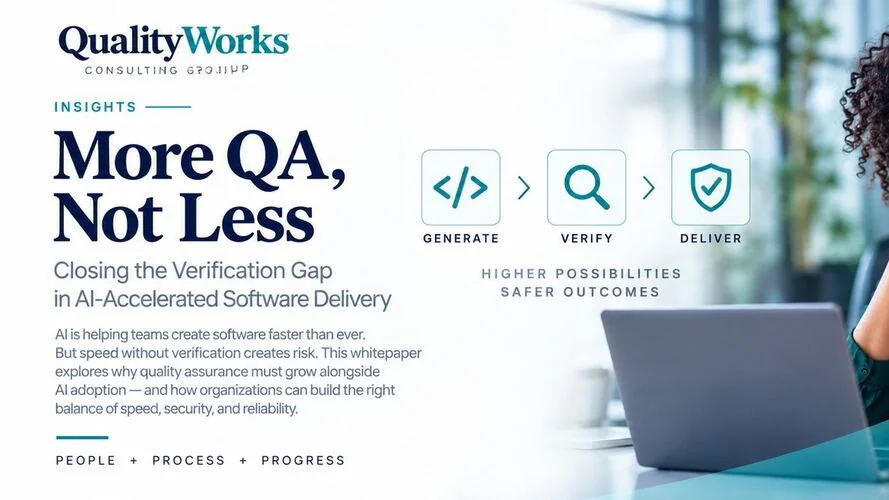 QualityWorks
CONSULTING
INSIGHTS
More QA,
Not Less
Closing the Verification Gap
in AI-Accelerated Software Delivery
AI is helping teams create software faster than ever.
But speed without verification creates risk. This whitepaper
explores why quality assurance must grow alongside
AI adoption — and how organizations can build the right
balance of speed, security, and reliability.
PEOPLE + PROCESS + PROGRESS
</>
GENERATE
VERIFY
DELIVER
HIGHER POSSIBILITIES
SAFER OUTCOMES